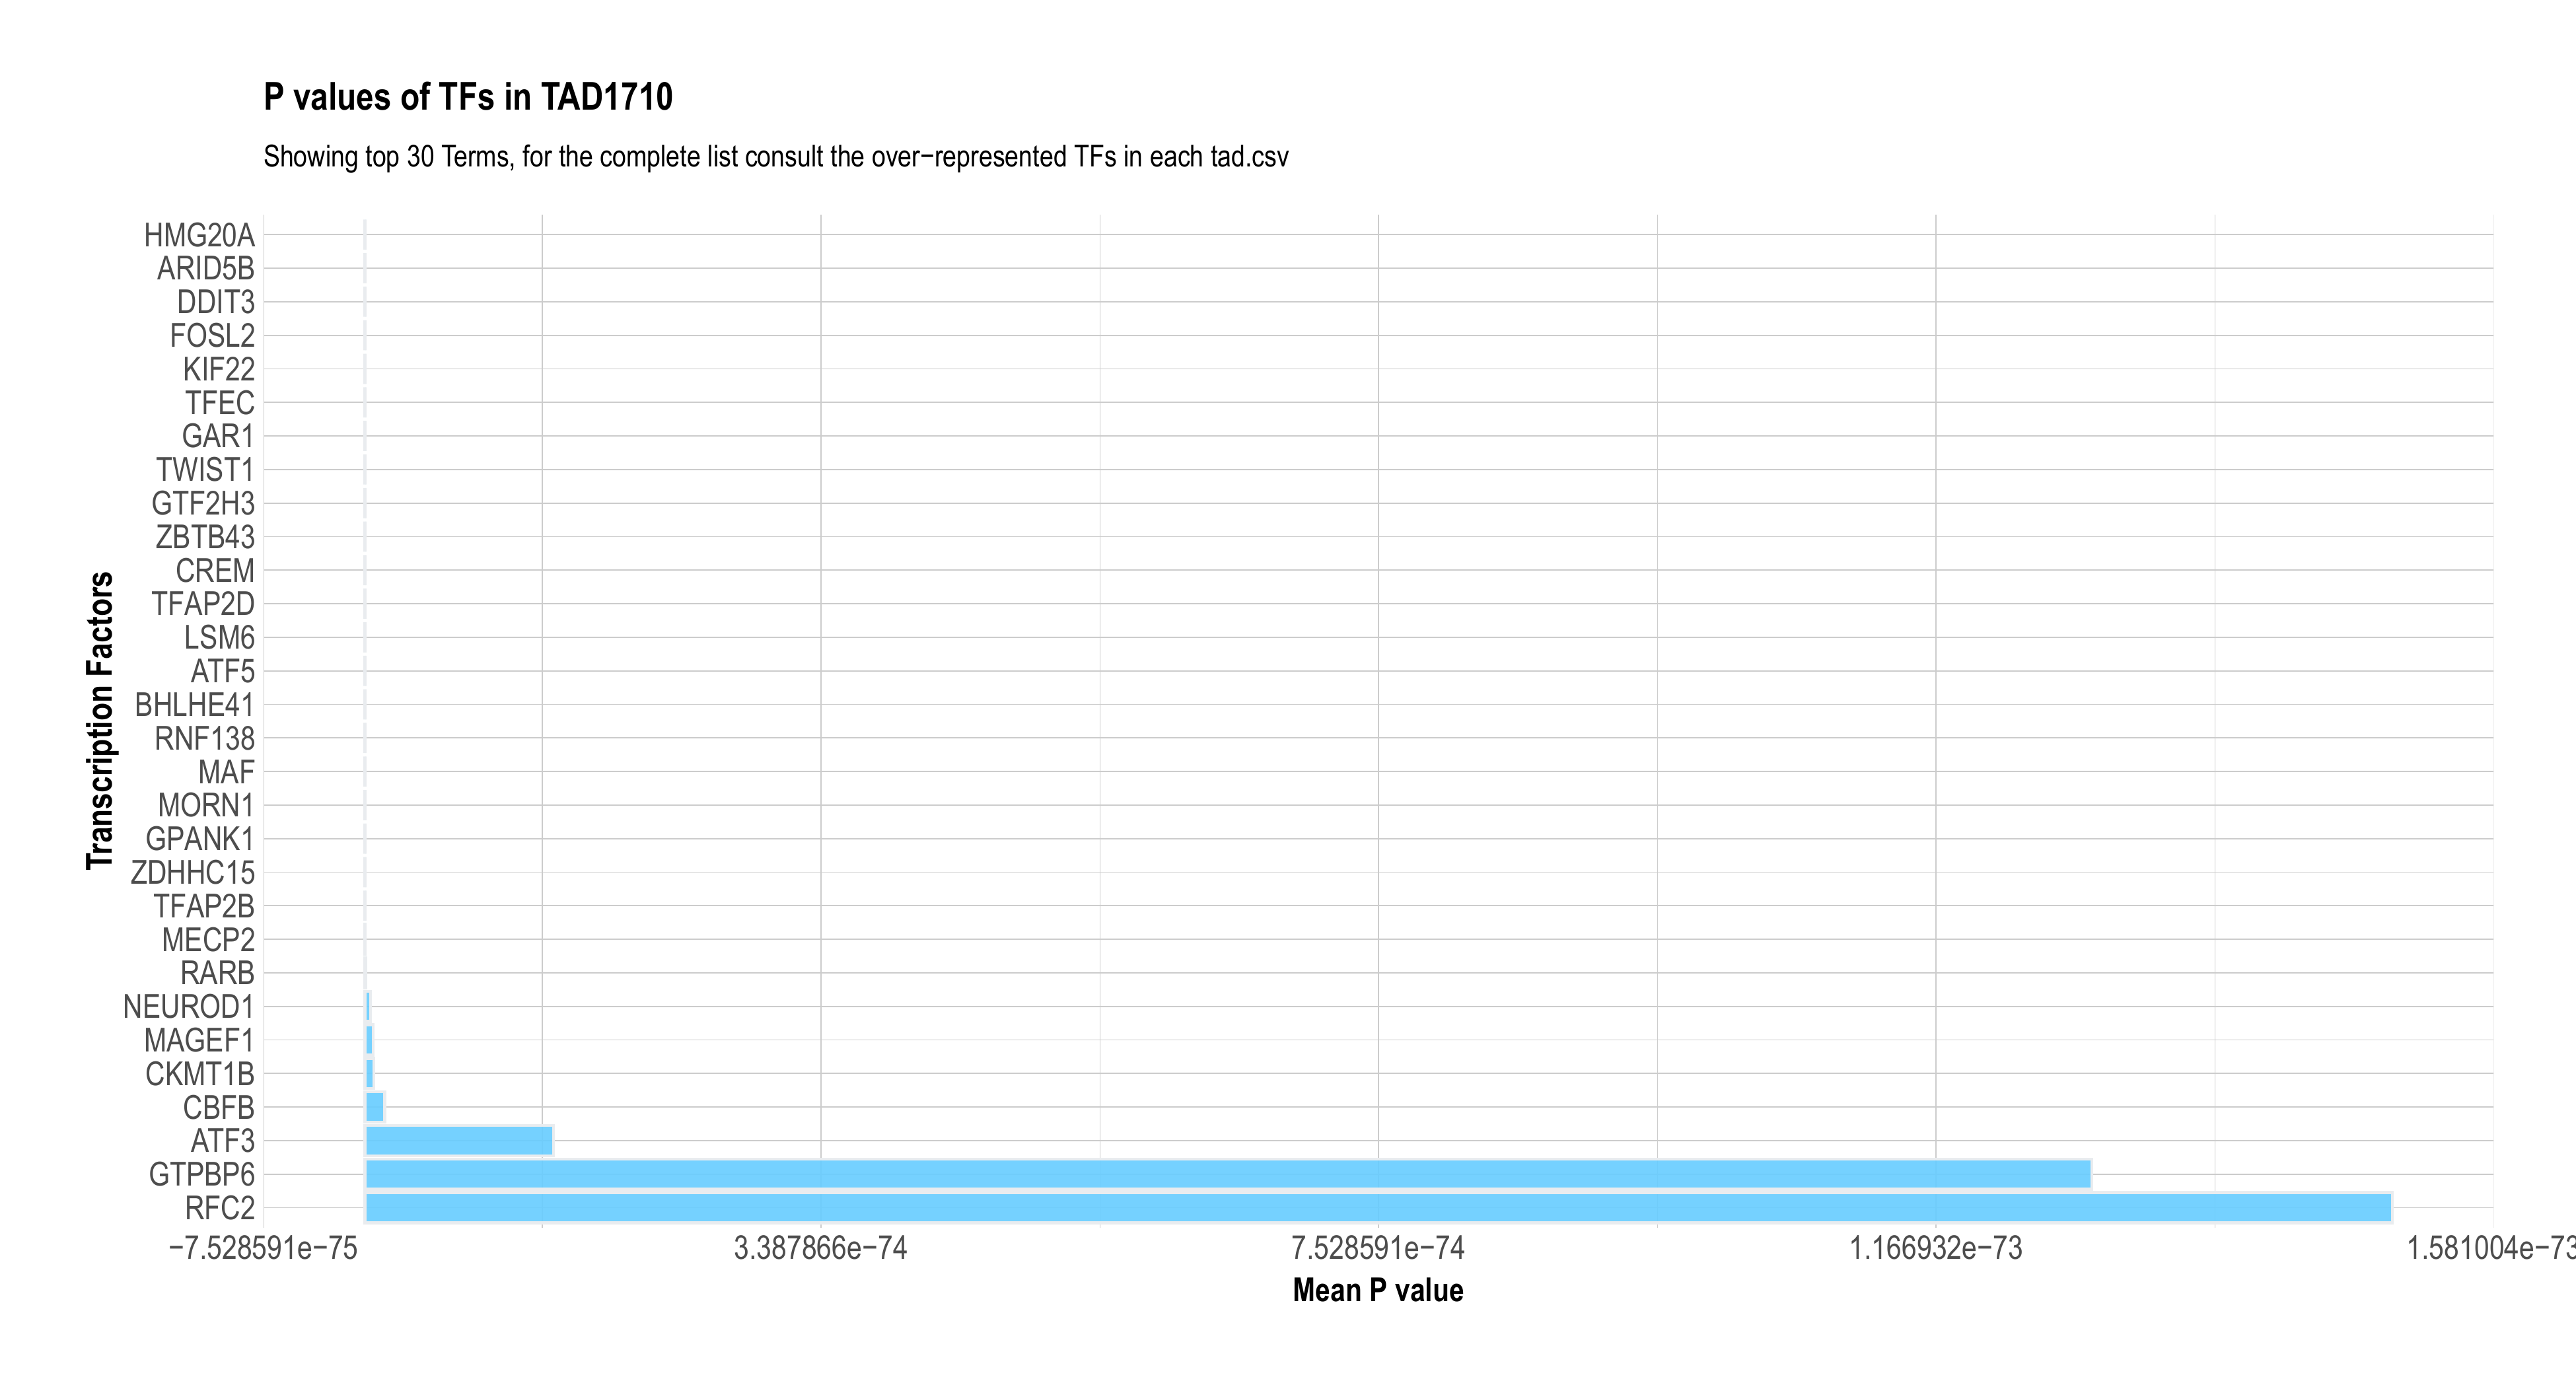 P values of TFs in TAD1710
Showing top 30 Terms, for the complete list consult the over−represented TFs in each tad.csv
Transcription Factors
HMG20A
ARID5B
DDIT3
FOSL2
KIF22
TFEC
GAR1
TWIST1
GTF2H3
ZBTB43
CREM
TFAP2D
LSM6
ATF5
BHLHE41
RNF138
MAF
MORN1
GPANK1
ZDHHC15
TFAP2B
MECP2
RARB
NEUROD1
MAGEF1
CKMT1B
CBFB
ATF3
GTPBP6
RFC2
−7.528591e−75 3.387866e−74 7.528591e−74 1.166932e−73 1.581004e−73
Mean P value